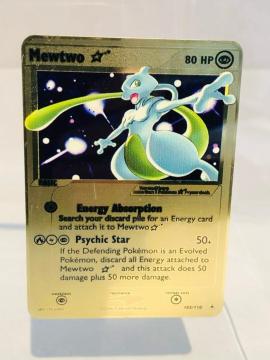 Mewtwo ☆
80 HP
BASIC
Energy Absorption
Search your discard pile for an Energy card
and attach it to Mewtwo ☆
Psychic Star 50+
If the Defending Pokémon is an Evolved
Pokémon, discard all Energy attached to
Mewtwo ☆ and this attack does 50
damage plus 50 more damage.